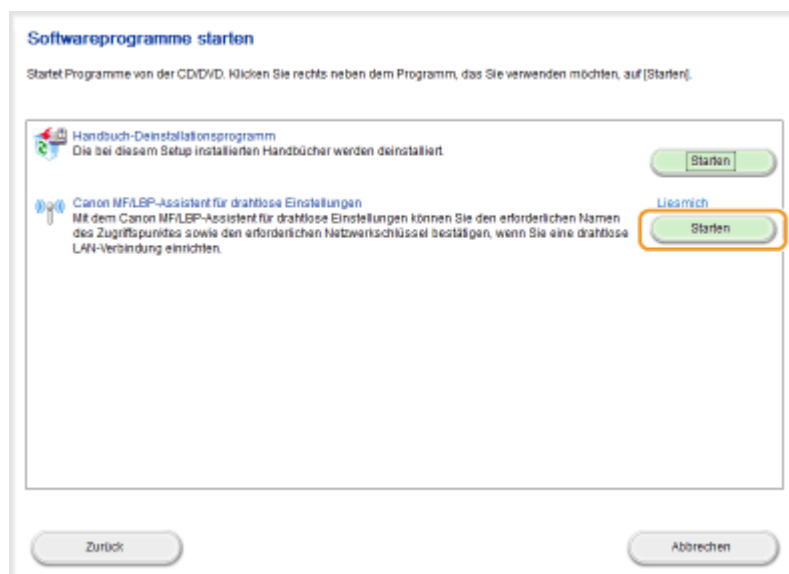 Softwareprogramme starten
Startet Programme von der CD/DVD. Klicken Sie rechts neben dem Programm, das Sie verwenden möchten, auf [Starten].
Handbuch-Deinstallationsprogramm
Die bei diesem Setup installierten Handbücher werden deinstalliert.
Starten
Canon MF/LBP-Assistent für drahtlose Einstellungen
Liesmich
Mit dem Canon MF/LBP-Assistent für drahtlose Einstellungen können Sie den erforderlichen Namen
des Zugriffspunktes sowie den erforderlichen Netzwerkschlüssel bestätigen, wenn Sie eine drahtlose
LAN-Verbindung einrichten.
Starten
Zurück
Abbrechen